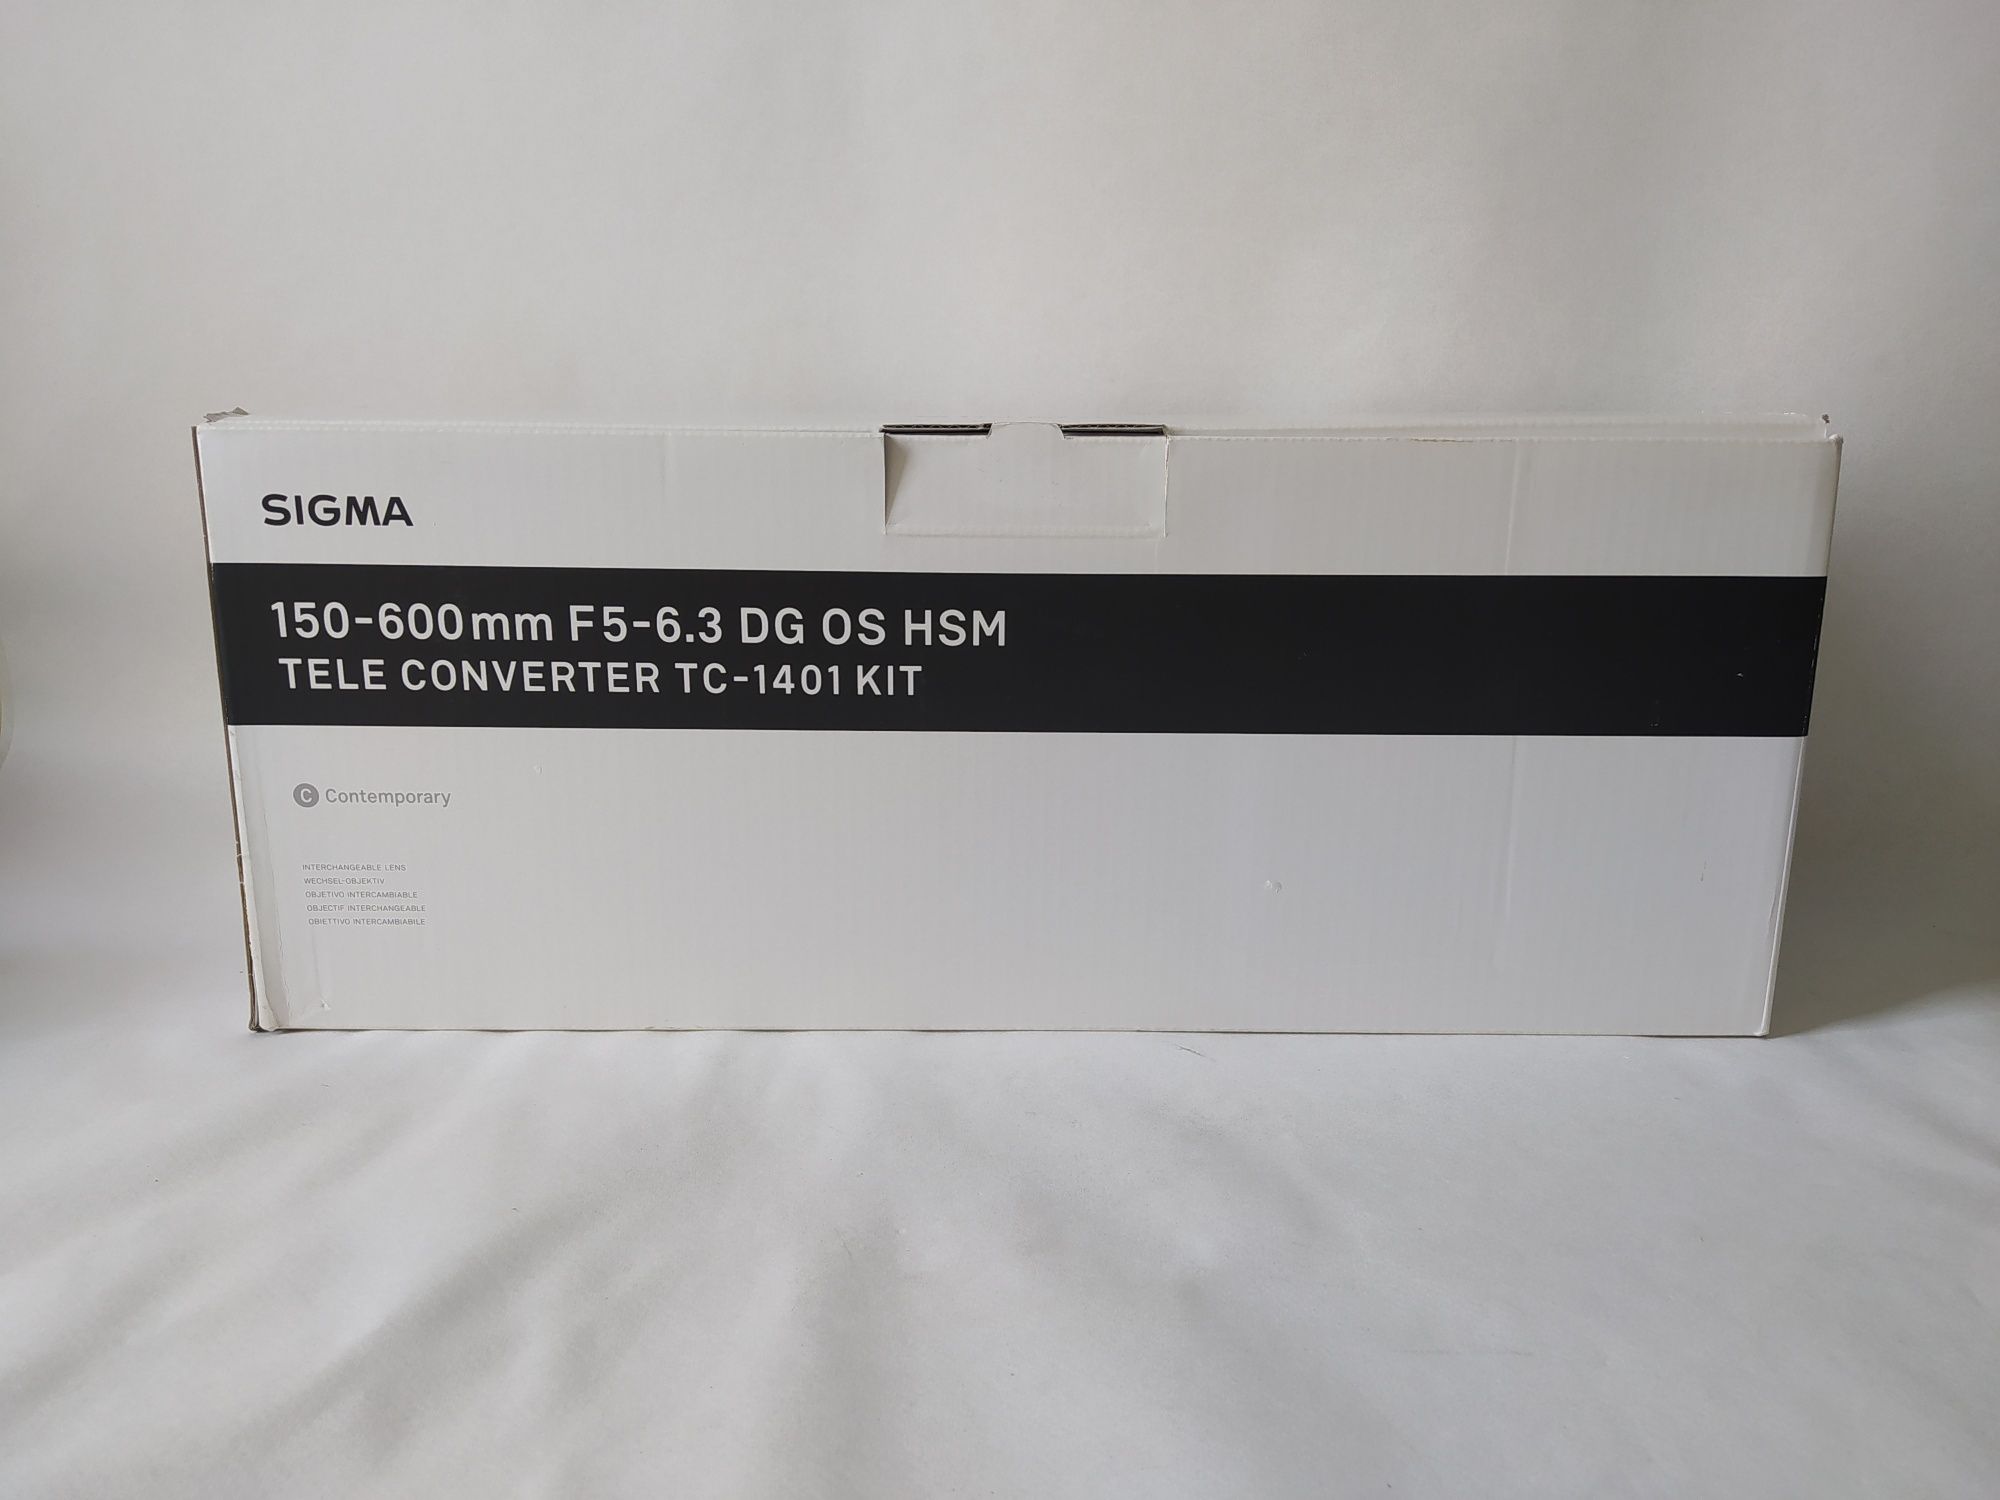 SIGMA
150-600mm F5-6.3 DG OS HSM
TELE CONVERTER TC-1401 KIT
C Contemporary
INTERCHANGEABLE LENS
WECHSEL-OBJEKTIV
OBJETIVO INTERCAMBIABLE
OBJECTIF INTERCHANGEABLE
OBIETTIVO INTERCAMBIABILE